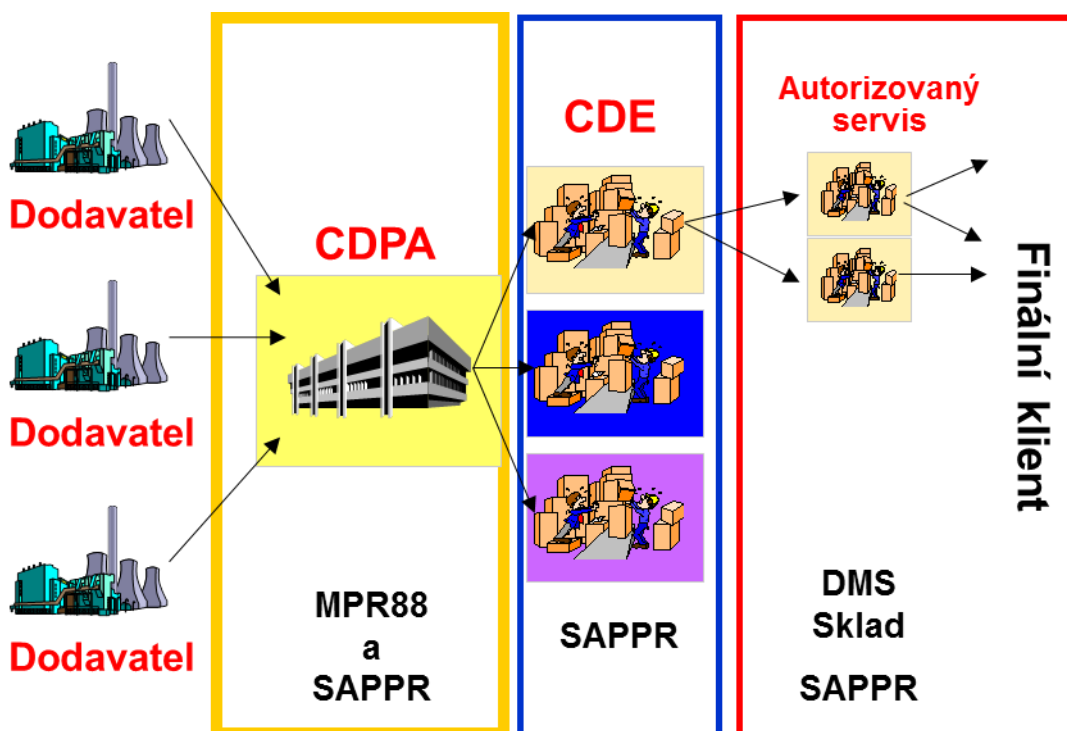 Dodavatel
Dodavatel
Dodavatel
CDPA
MPR88
a
SAPPR
CDE
SAPPR
Autorizovaný
servis
DMS
Sklad
SAPPR
Finální klient